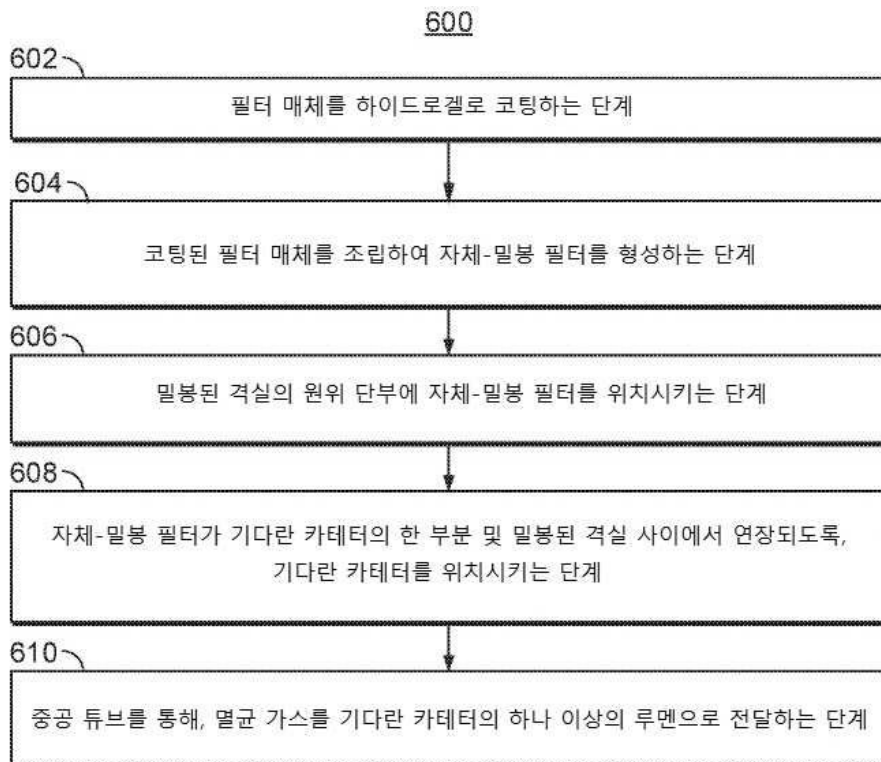 600
602
필터 매체를 하이드로겔로 코팅하는 단계
604
코팅된 필터 매체를 조립하여 자체-밀봉 필터를 형성하는 단계
606
밀봉된 격실의 원위 단부에 자체-밀봉 필터를 위치시키는 단계
608
자체-밀봉 필터가 기다란 카테터의 한 부분 및 밀봉된 격실 사이에서 연장되도록,
기다란 카테터를 위치시키는 단계
610
중공 튜브를 통해, 멸균 가스를 기다란 카테터의 하나 이상의 루멘으로 전달하는 단계